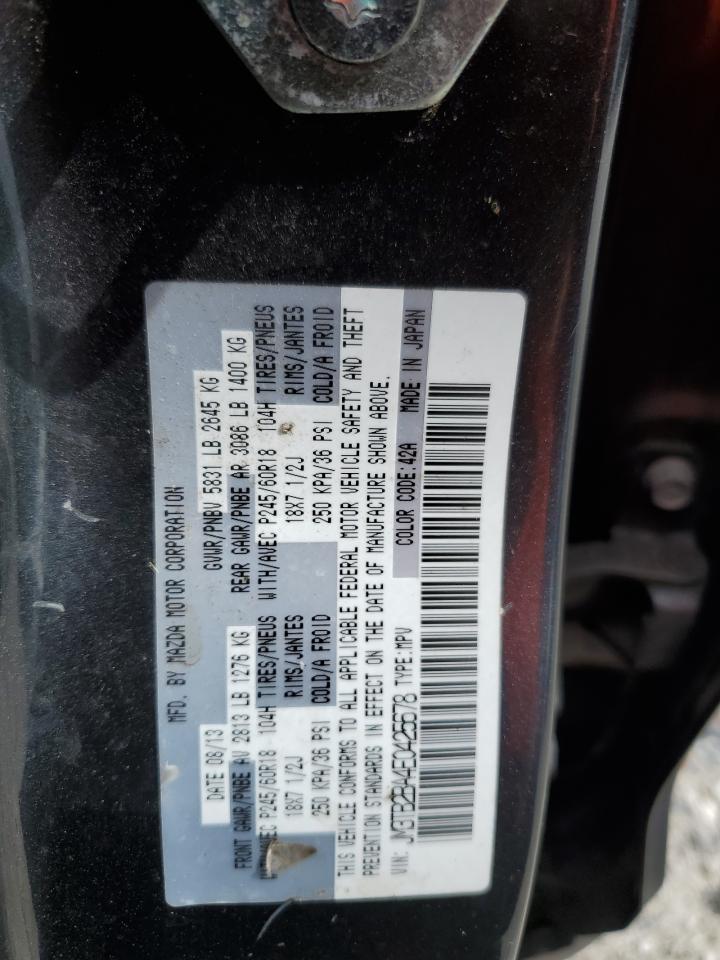 MFD. BY MAZDA MOTOR CORPORATION
DATE 08/13 GVWR/PNBV 5831 LB 2645 KG
FRONT GAWR/PNBE AV 2813 LB 1276 KG REAR GAWR/PNBE AR 3086 LB 1400 KG
WITH/AVEC P245/60R18 104H TIRES/PNEUS WITH/AVEC P245/60R18 104H TIRES/PNEUS
18X7 1/2J RIMS/JANTES 18X7 1/2J RIMS/JANTES
250 KPA/36 PSI COLD/A FROID 250 KPA/36 PSI COLD/A FROID
THIS VEHICLE CONFORMS TO ALL APPLICABLE FEDERAL MOTOR VEHICLE SAFETY AND THEFT
PREVENTION STANDARDS IN EFFECT ON THE DATE OF MANUFACTURE SHOWN ABOVE.
VIN: JM3TB2BA4E0426678 TYPE:MPV COLOR CODE:42A MADE IN JAPAN